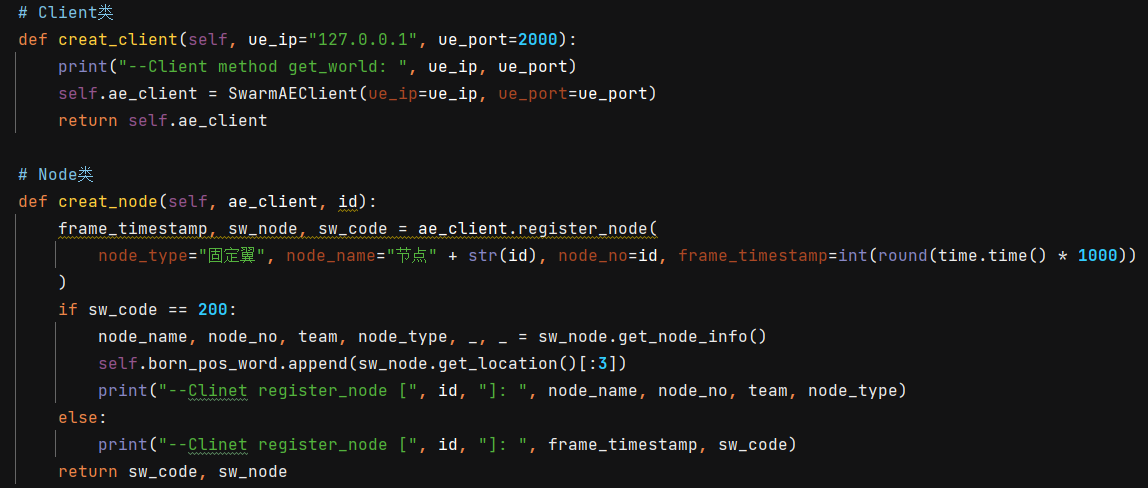 # Client类
def creat_client(self, ue_ip="127.0.0.1", ue_port=2000):
    print("--Client method get_world: ", ue_ip, ue_port)
    self.ae_client = SwarmAEClient(ue_ip=ue_ip, ue_port=ue_port)
    return self.ae_client

# Node类
def creat_node(self, ae_client, id):
    frame_timestamp, sw_node, sw_code = ae_client.register_node(
        node_type="固定翼", node_name="节点" + str(id), node_no=id, frame_timestamp=int(round(time.time() * 1000))
    )
    if sw_code == 200:
        node_name, node_no, team, node_type, _, _ = sw_node.get_node_info()
        self.born_pos_word.append(sw_node.get_location()[:3])
        print("--Clinet register_node [", id, "]: ", node_name, node_no, team, node_type)
    else:
        print("--Clinet register_node [", id, "]: ", frame_timestamp, sw_code)
    return sw_code, sw_node